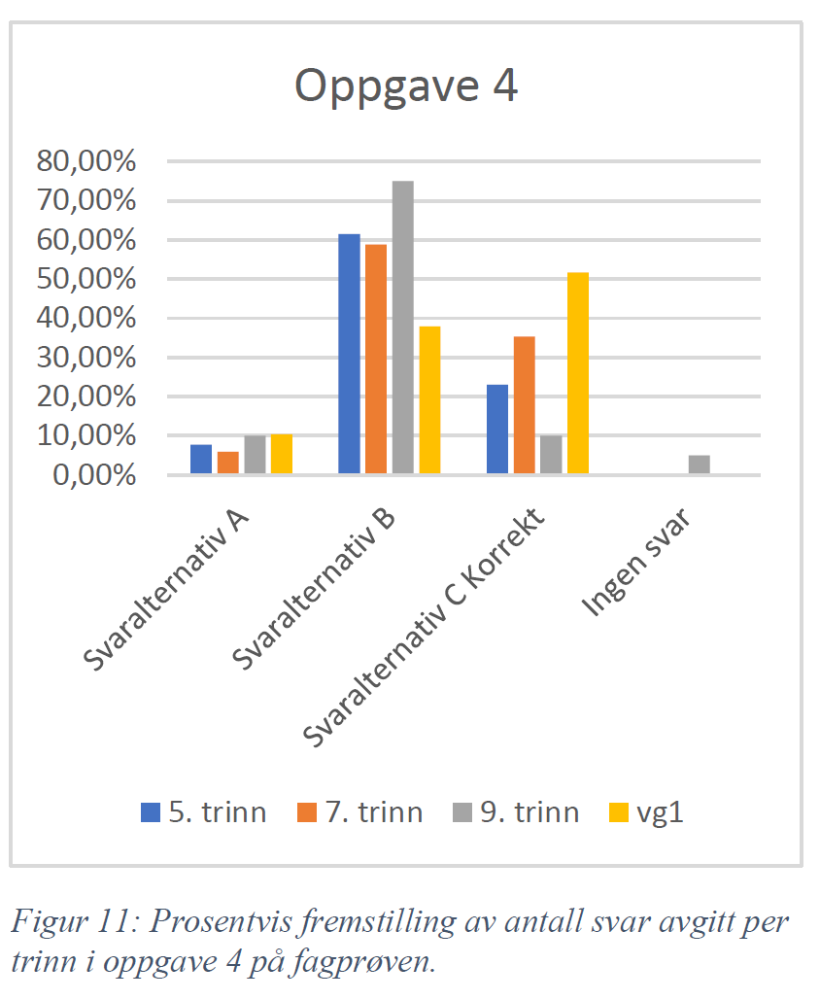 Oppgave 4
80,00%
70,00%
60,00%
50,00%
40,00%
30,00%
20,00%
10,00%
0,00%
Svaralternativ A
Svaralternativ B
Svaralternativ C Korrekt
Ingen svar
5. trinn 7. trinn 9. trinn vg1
Figur 11: Prosentvis fremstilling av antall svar avgitt per
trinn i oppgave 4 på fagprøven.